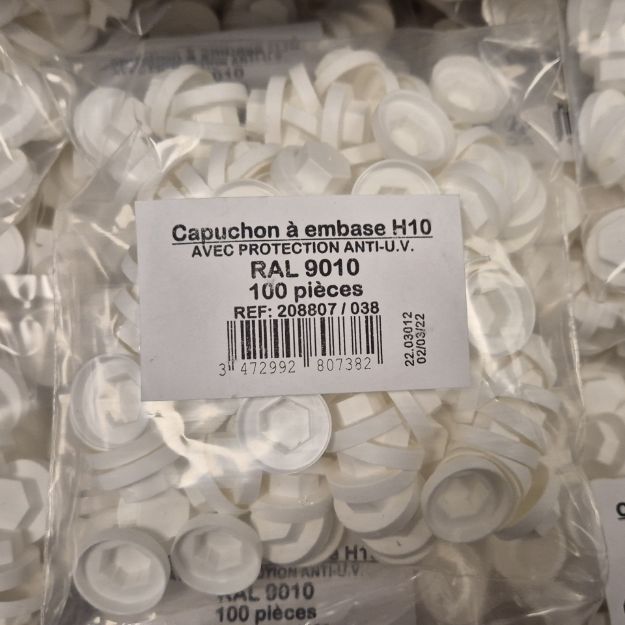 Capuchon à embase H10
AVEC PROTECTION ANTI-U.V.
RAL 9010
100 pièces
REF: 208807 / 038
3 472992 807382
22.03012
02/03/22
RAL 9010
100 pièces